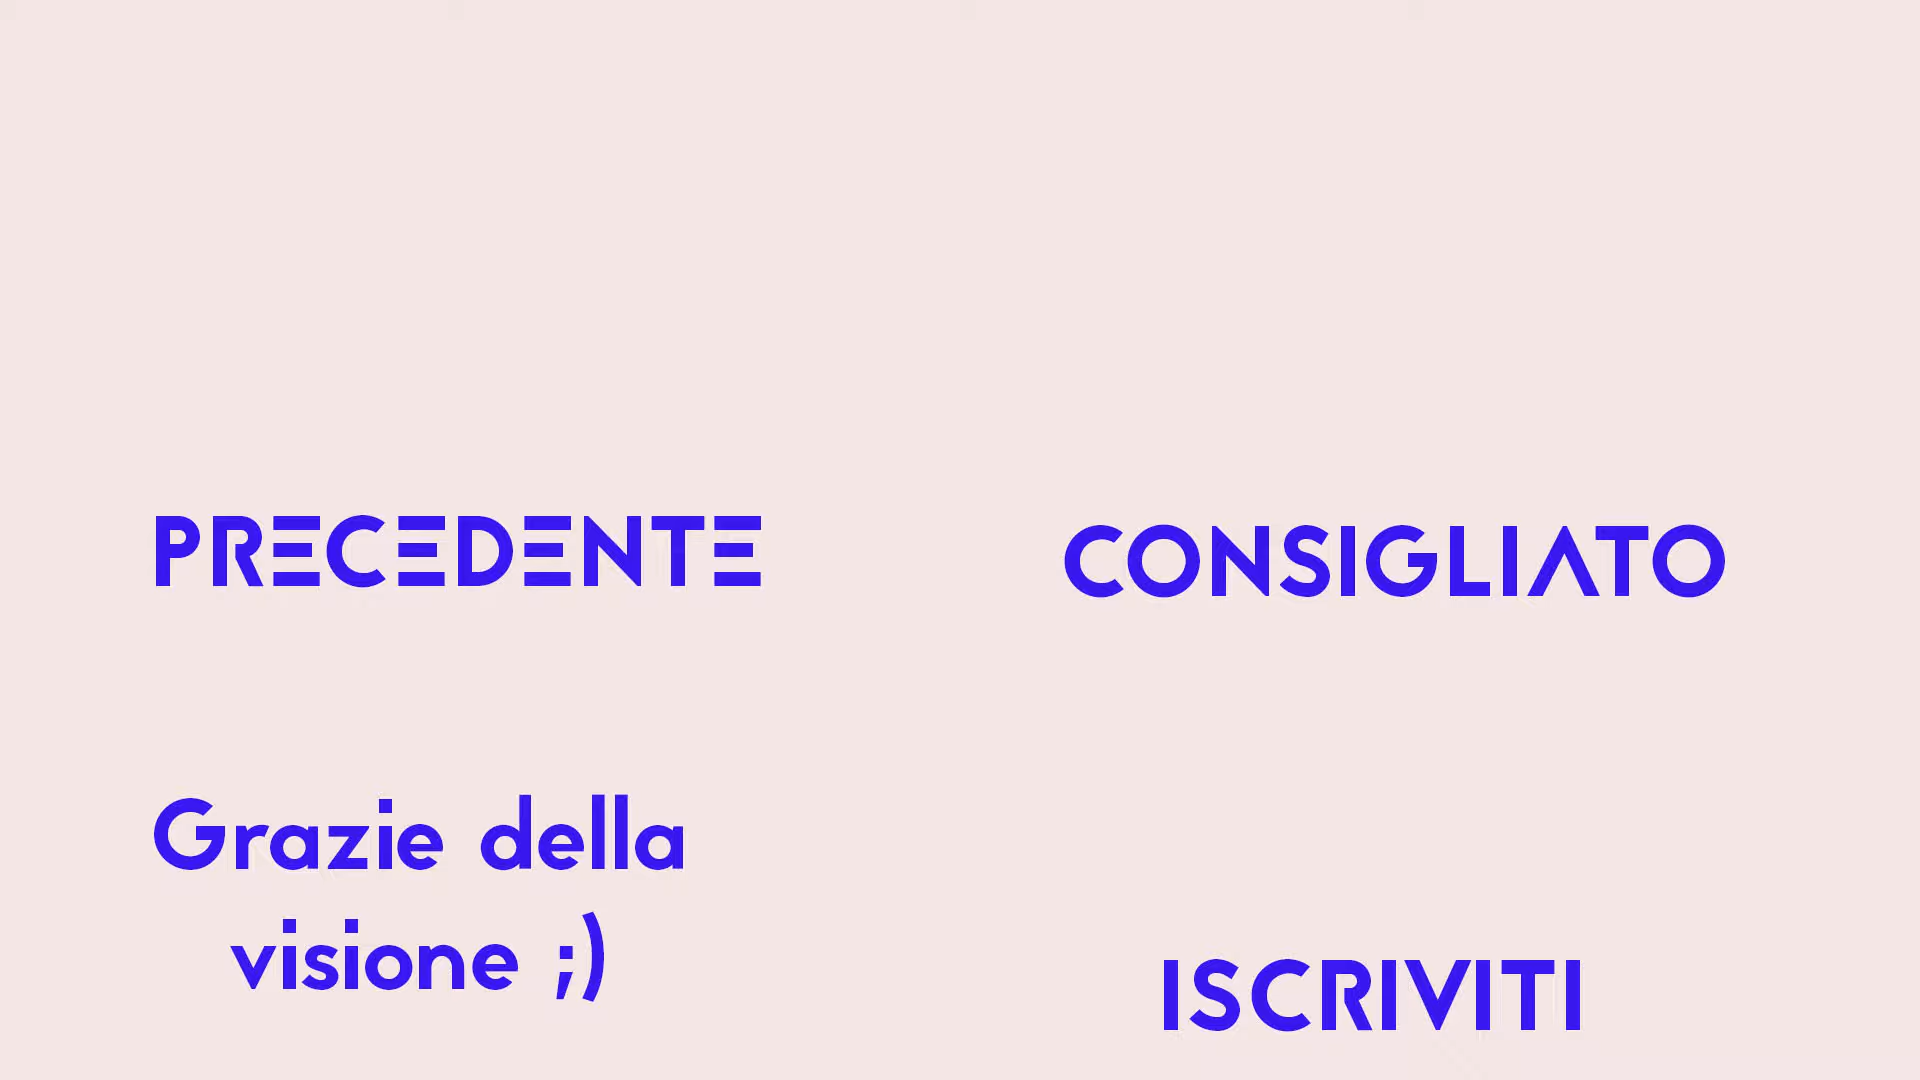 PRECEDENTE
CONSIGLIATO
Grazie della
visione ;)
ISCRIVITI